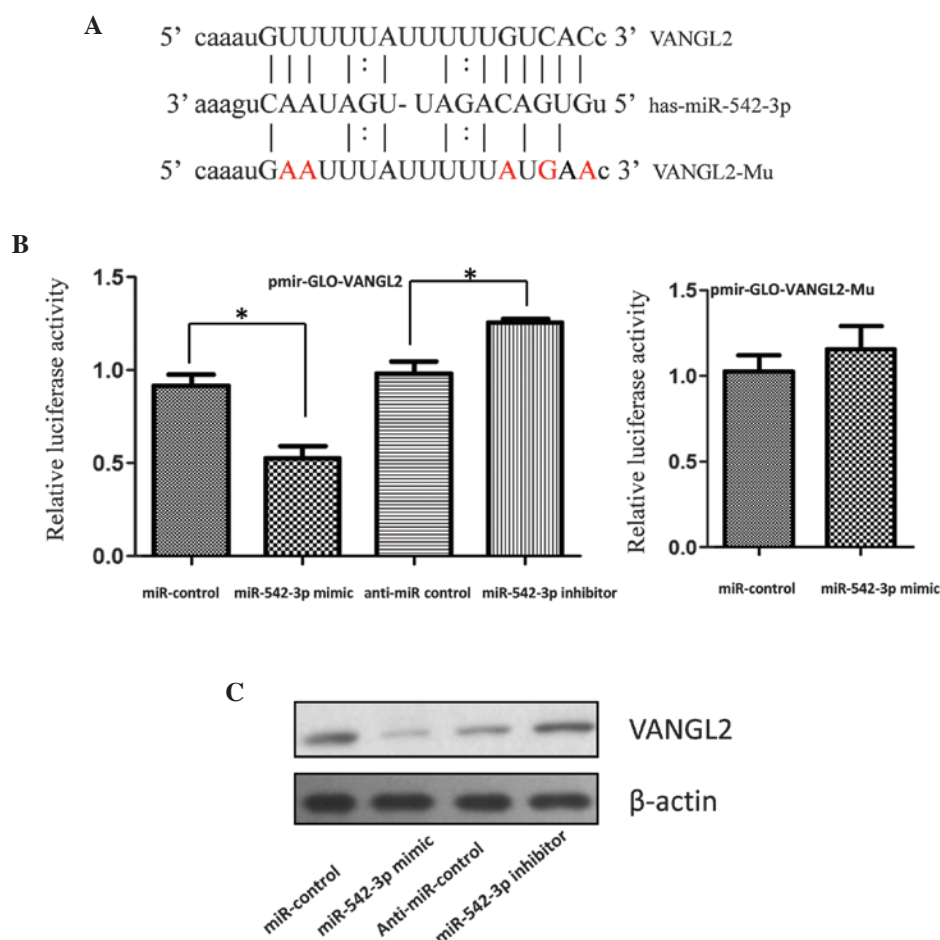 A
5’ caaauGUUUUUAUUUUUGUCACc 3’ VANGL2
3’ aaaguCAAUAGU-UAGACAGUGu 5’ has-miR-542-3p
5’ caaauGAAUUUAUUUUUAUGAAc 3’ VANGL2-Mu
B
Relative luciferase activity
1.5
1.0
0.5
0.0
pmir-GLO-VANGL2
*
*
miR-control
miR-542-3p mimic
anti-miR control
miR-542-3p inhibitor
Relative luciferase activity
1.5
1.0
0.5
0.0
pmir-GLO-VANGL2-Mu
miR-control
miR-542-3p mimic
C
VANGL2
β-actin
miR-control
miR-542-3p mimic
Anti-miR-control
miR-542-3p inhibitor